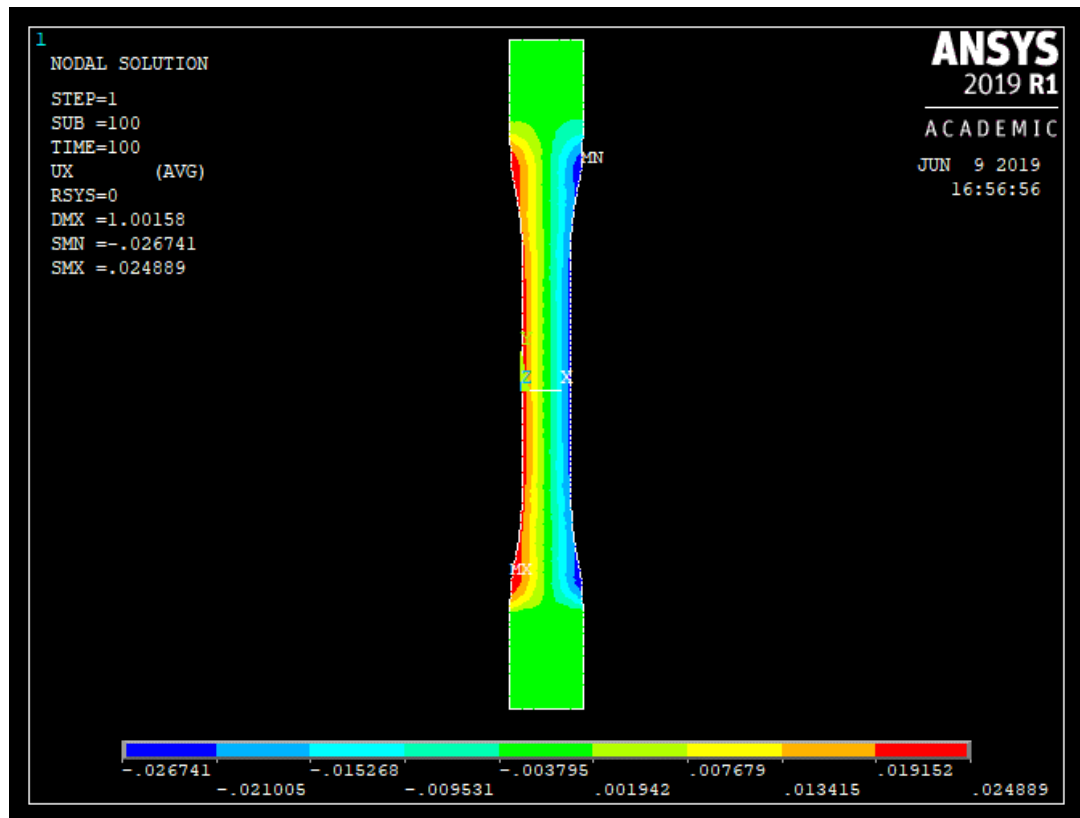 1
NODAL SOLUTION
STEP=1
SUB =100
TIME=100
UX (AVG)
RSYS=0
DMX =1.00158
SMN =-.026741
SMX =.024889
ANSYS
2019 R1
ACADEMIC
JUN 9 2019
16:56:56
MN
Z X
MX
-.026741 -.015268 -.003795 .007679 .019152
-.021005 -.009531 .001942 .013415 .024889